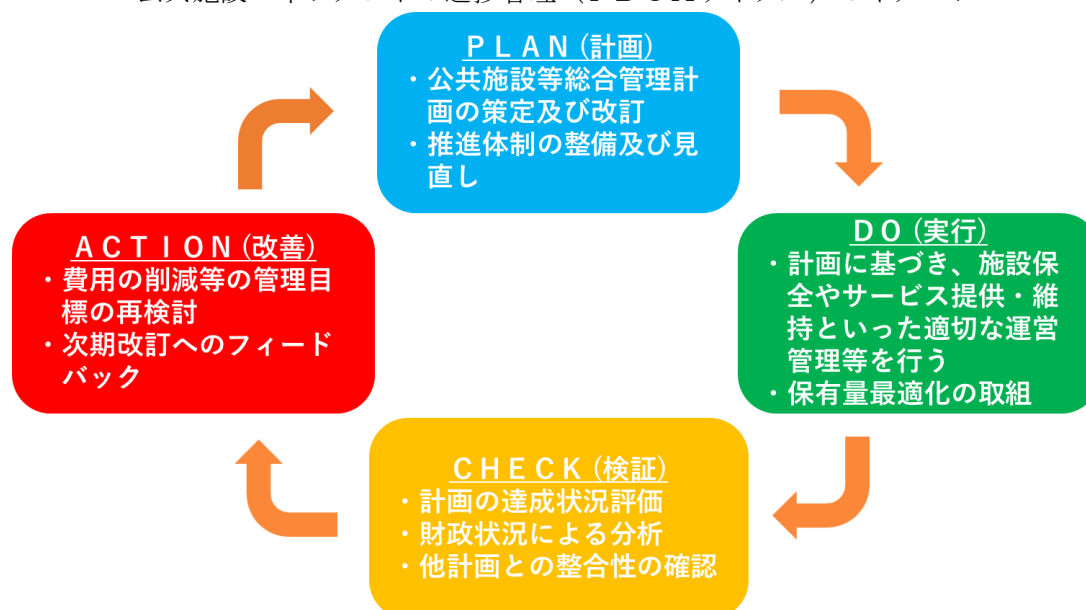 ＰＬＡＮ(計画)
・公共施設等総合管理計
画の策定及び改訂
・推進体制の整備及び見
直し
ＤＯ(実行)
・計画に基づき、施設保
全やサービス提供・維
持といった適切な運営
管理等を行う
・保有量最適化の取組
ＣＨＥＣＫ(検証)
・計画の達成状況評価
・財政状況による分析
・他計画との整合性の確認
ＡＣＴＩＯＮ(改善)
・費用の削減等の管理目
標の再検討
・次期改訂へのフィード
バック